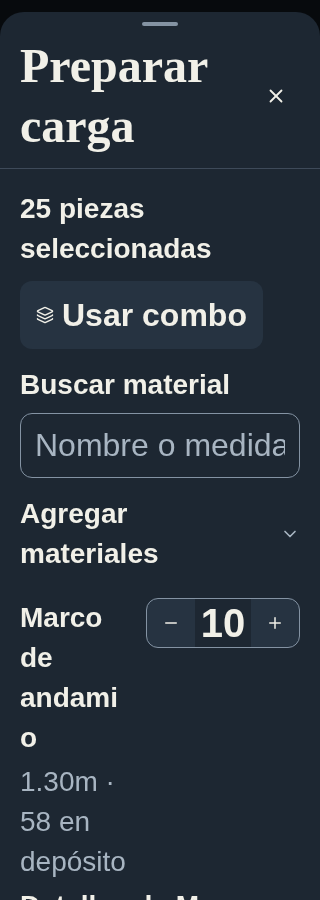 Preparar
carga
25 piezas
seleccionadas
Usar combo
Buscar material
Nombre o medida
Agregar
materiales
Marco
de
andami
o
− 10 +
1.30m ·
58 en
depósito